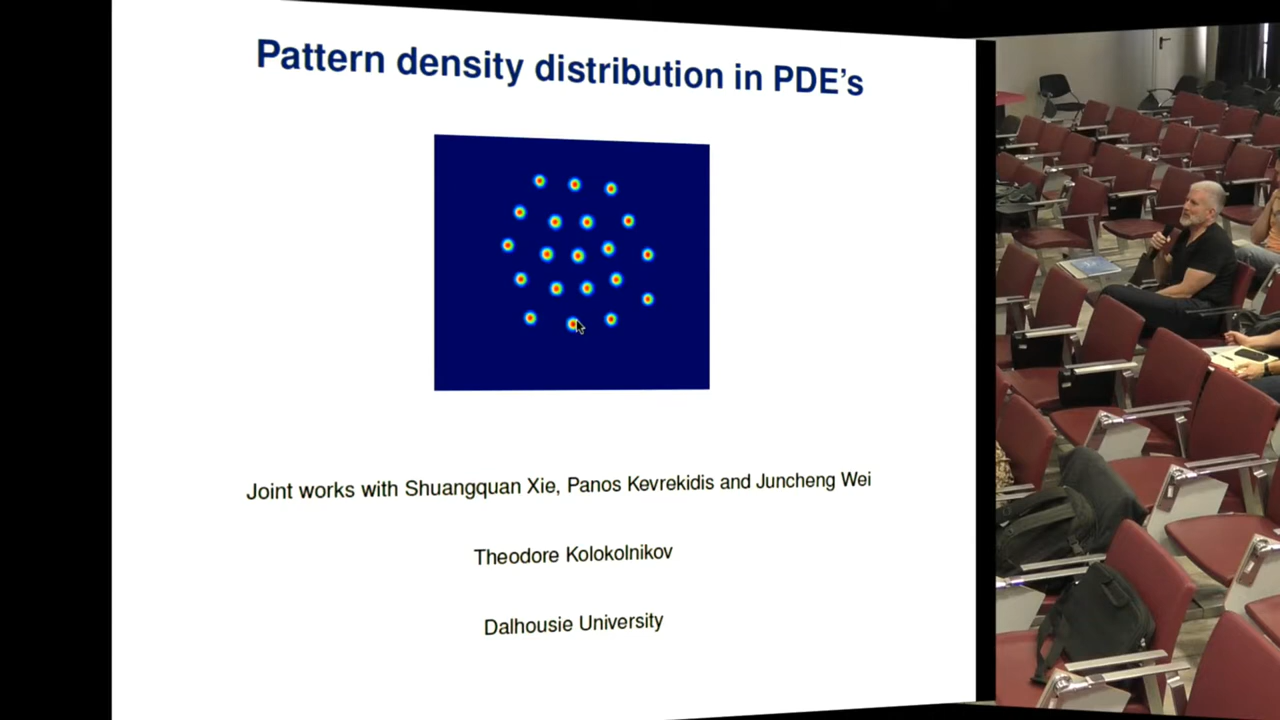 Pattern density distribution in PDE's
Joint works with Shuangquan Xie, Panos Kevrekidis and Juncheng Wei
Theodore Kolokolnikov
Dalhousie University